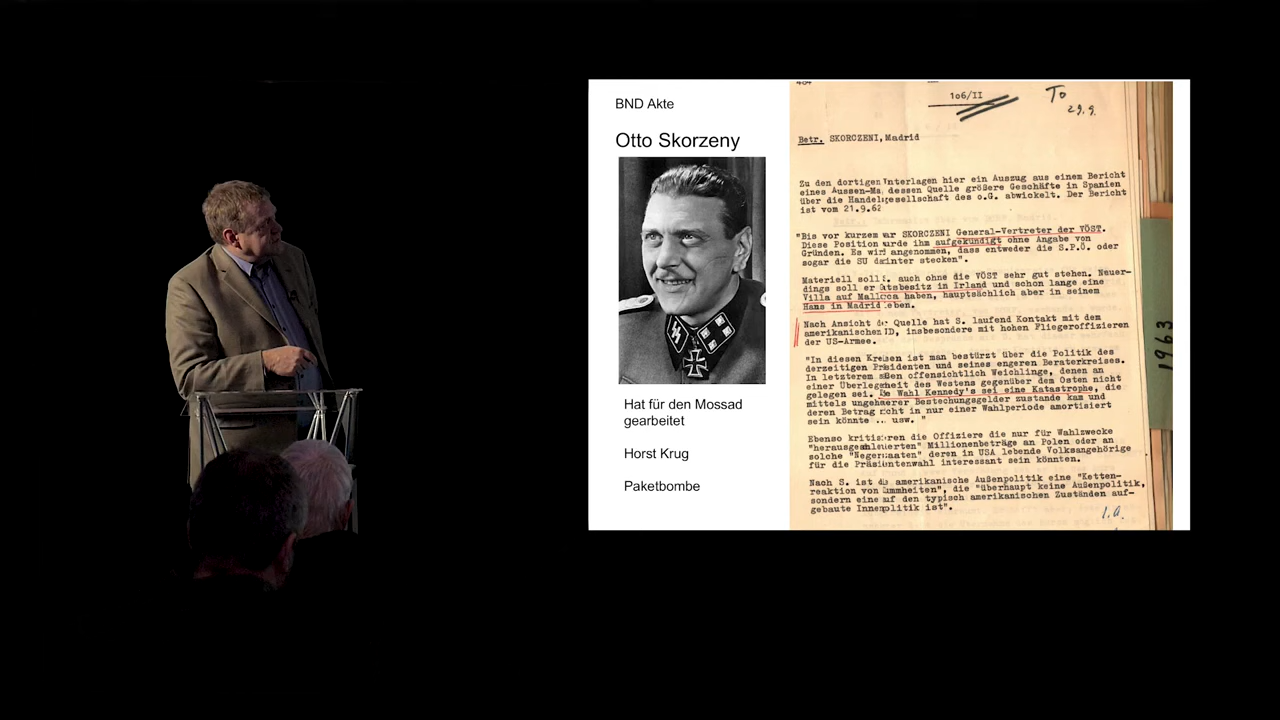 BND Akte
Otto Skorzeny
Hat für den Mossad
gearbeitet
Horst Krug
Paketbombe
1o6/II
To
29.9.
Betr. SKORCZENI, Madrid
Zu den dortigen Unterlagen hier ein Auszug aus einem Bericht
eines Aussen-Ma. dessen Quelle größere Geschäfte in Spanien
über die Handelsgesellschaft des o.G. abwickelt. Der Bericht
ist vom 21.9.62
"Bis vor kurzem war SKORCZENI General-Vertreter der VÖST.
Diese Position wurde ihm aufgekündigt ohne Angabe von
Gründen. Es wird angenommen, dass entweder die S.P.Ö. oder
sogar die SU dahinter stecken".
Materiell soll S. auch ohne die VÖST sehr gut stehen. Neuer-
dings soll er in Irland und schon lange eine
Villa auf haben, hauptsächlich aber in seinem
Haus in Madrid leben.
Nach Ansicht der Quelle hat S. laufend Kontakt mit dem
amerikanischen ID, insbesondere mit hohen Fliegeroffizieren
der US-Armee.
"In diesen Kreisen ist man bestürzt über die Politik des
derzeitigen Präsidenten und seines engeren Beraterkreises.
In letzterem säßen offensichtlich Weichlinge, denen an
einer Überlegenheit des Westens gegenüber dem Osten nicht
gelegen sei. Die Wahl Kennedy's sei eine Katastrophe, die
mittels ungeheurer Bestechungsgelder zustande kam und
deren Betrag nicht in nur einer Wahlperiode amortisiert
sein könnte ... usw. "
Ebenso kritisieren die Offiziere die nur für Wahlzwecke
Millionenbeträge an Polen oder an
solche deren in USA lebende Volksangehörige
für die Präsidentenwahl interessant sein könnten.
Nach S. ist die amerikanische Außenpolitik eine "Ketten-
reaktion von Dummheiten", die "überhaupt keine Außenpolitik,
sondern eine auf den typisch amerikanischen Zuständen auf-
gebaute Innenpolitik ist".
1963